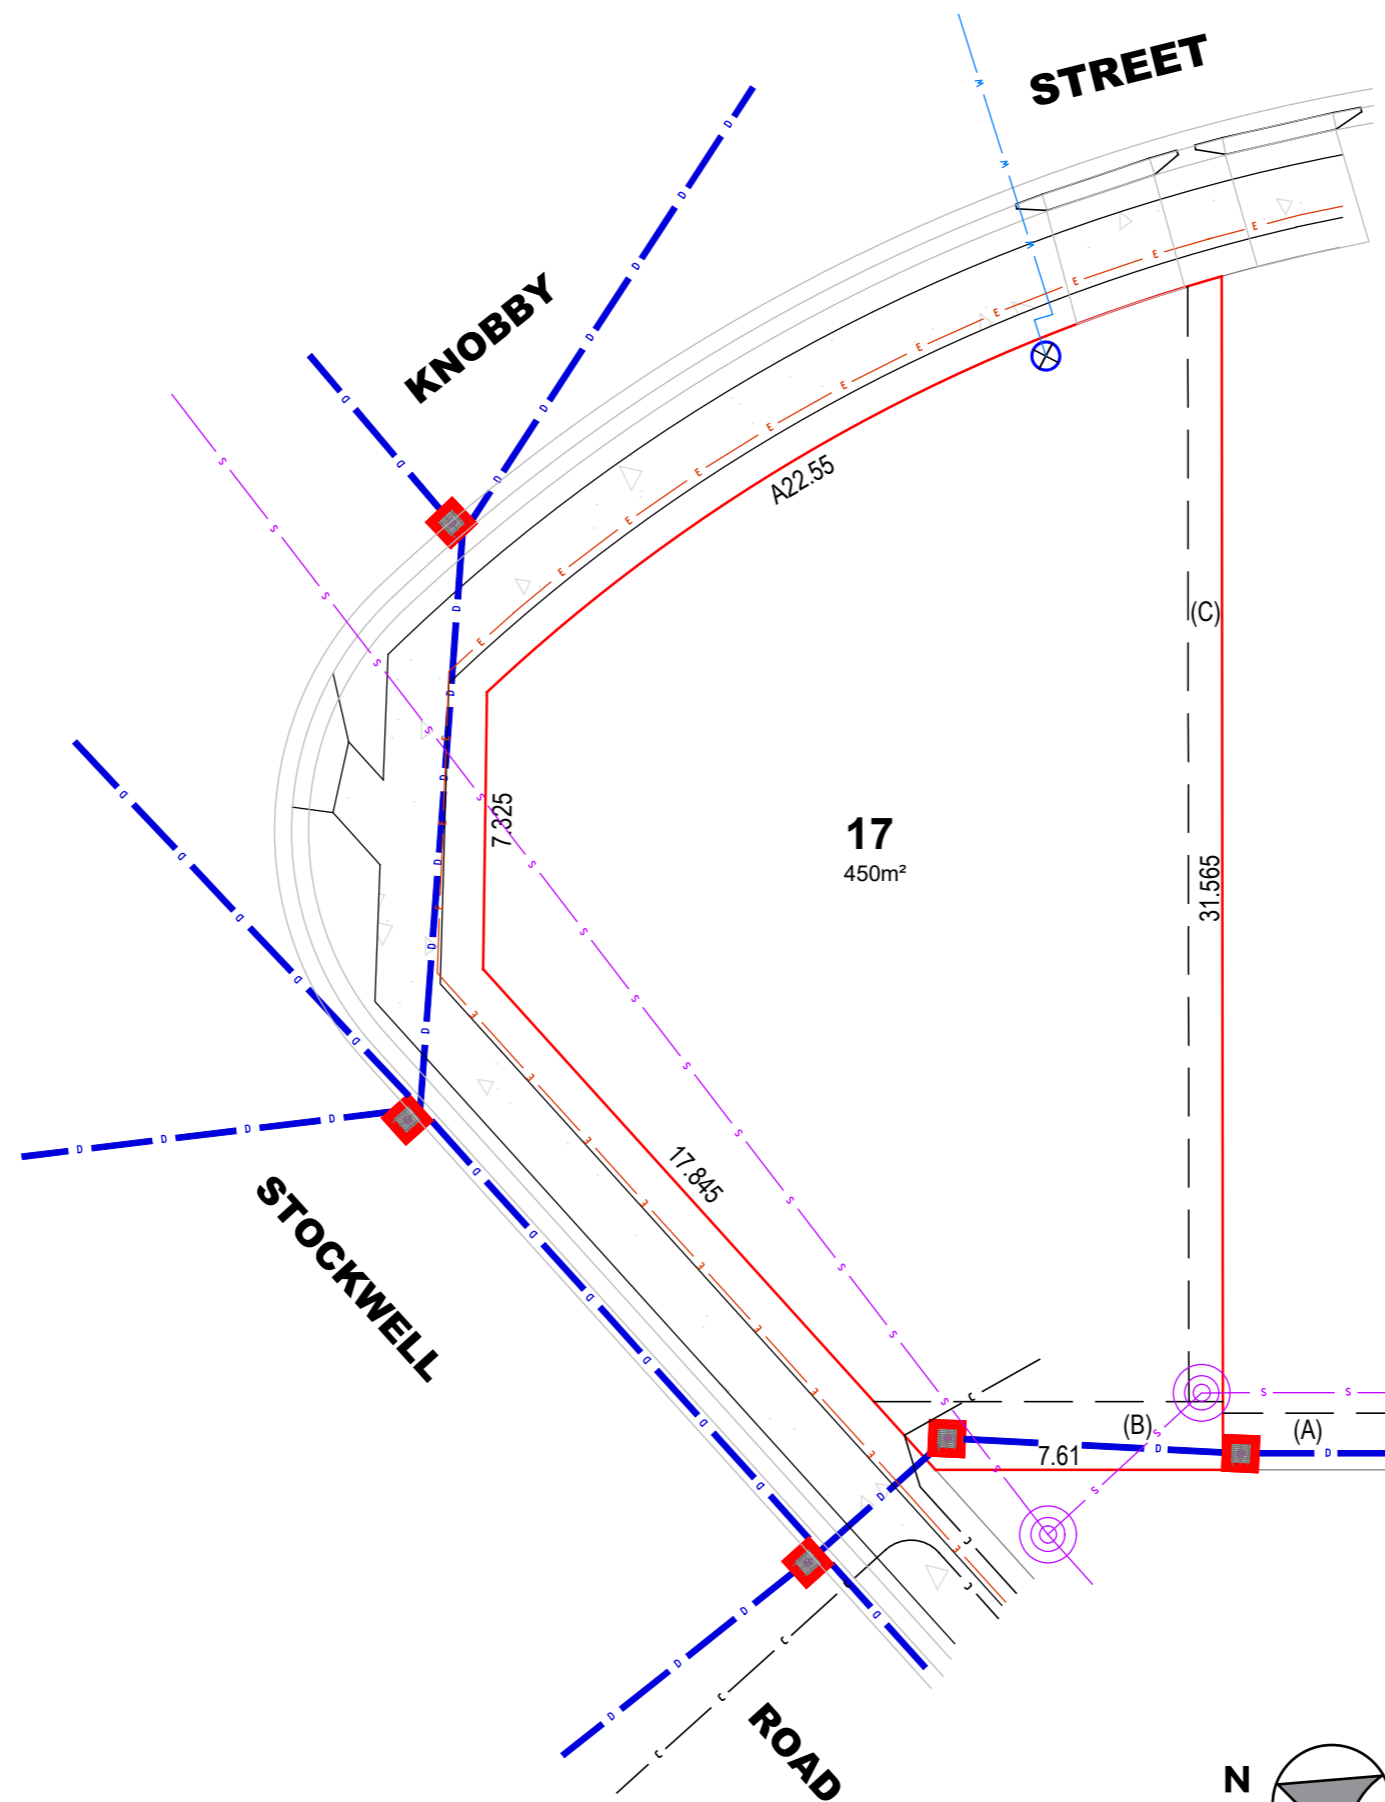 STREET
KNOBBY
A22.55
(C)
7.325
17
450m²
31.565
17.845
STOCKWELL
(B)
(A)
7.61
ROAD
N